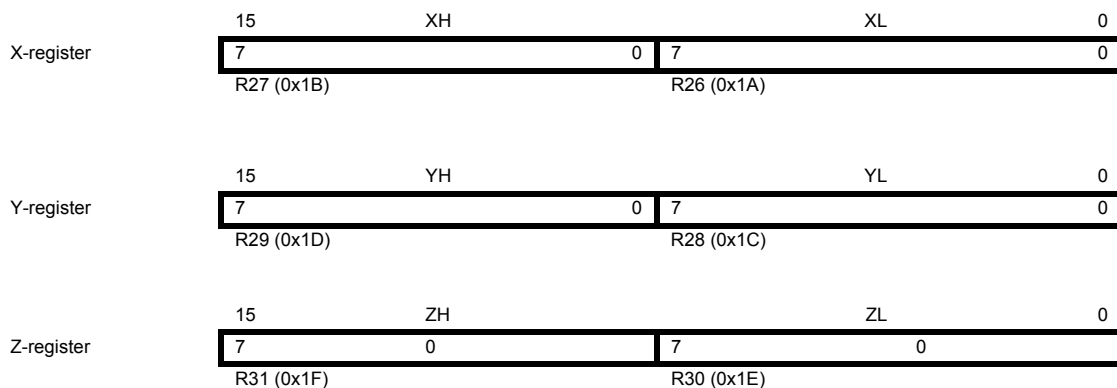 15 XH XL 0
X-register 7 0 7 0
R27 (0x1B) R26 (0x1A)
15 YH YL 0
Y-register 7 0 7 0
R29 (0x1D) R28 (0x1C)
15 ZH ZL 0
Z-register 7 0 7 0
R31 (0x1F) R30 (0x1E)